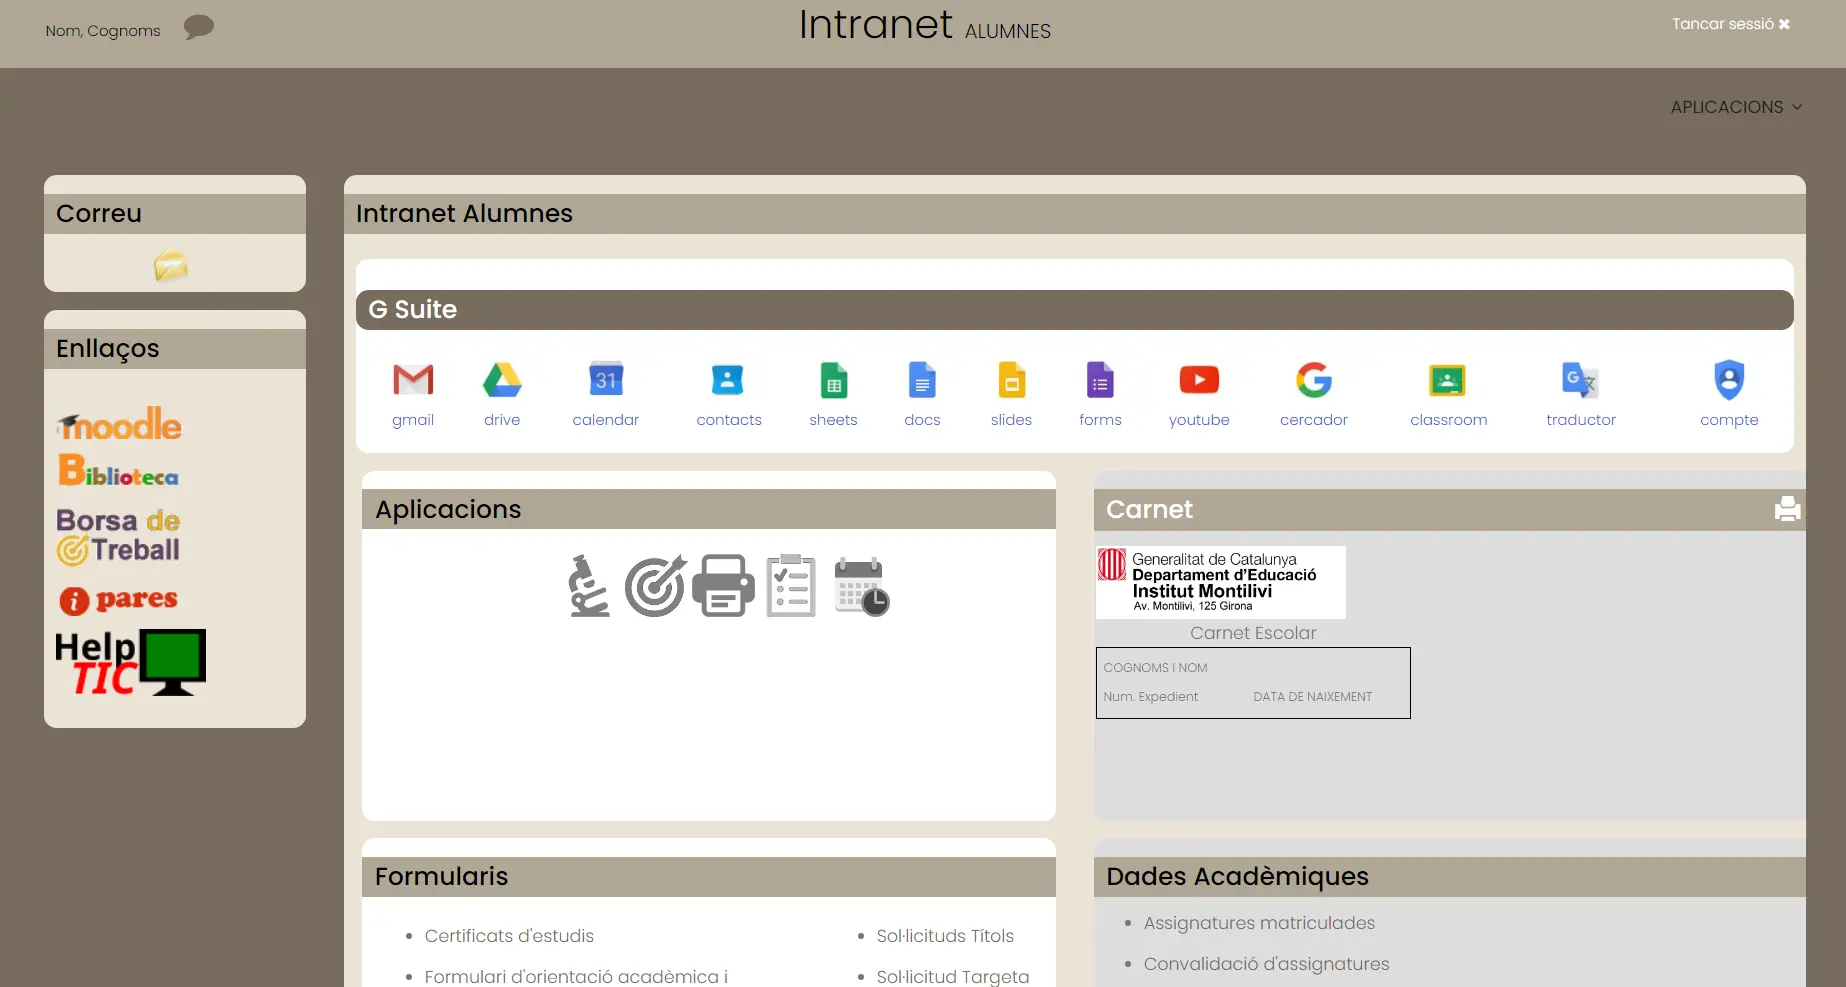 Nom, Cognoms
Intranet ALUMNES
Tancar sessió ✖
APLICACIONS
Correu
Enllaços
moodle
Biblioteca
Borsa de
Treball
i pares
Help
TIC
Intranet Alumnes
G Suite
31
G
gmail
drive
calendar
contacts
sheets
docs
slides
forms
youtube
cercador
classroom
traductor
compte
Aplicacions
Carnet
Generalitat de Catalunya
Departament d'Educació
Institut Montilivi
Av. Montilivi, 125 Girona
Carnet Escolar
COGNOMS I NOM
Num. Expedient DATA DE NAIXEMENT
Formularis
• Certificats d'estudis
• Formulari d'orientació acadèmica i
• Sol·licituds Títols
• Sol·licitud Targeta
Dades Acadèmiques
• Assignatures matriculades
• Convalidació d'assignatures